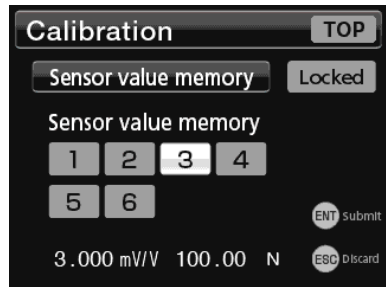 Calibration TOP
Sensor value memory Locked
Sensor value memory
1 2 3 4
5 6
ENT Submit
3.000 mV/V 100.00 N ESC Discard